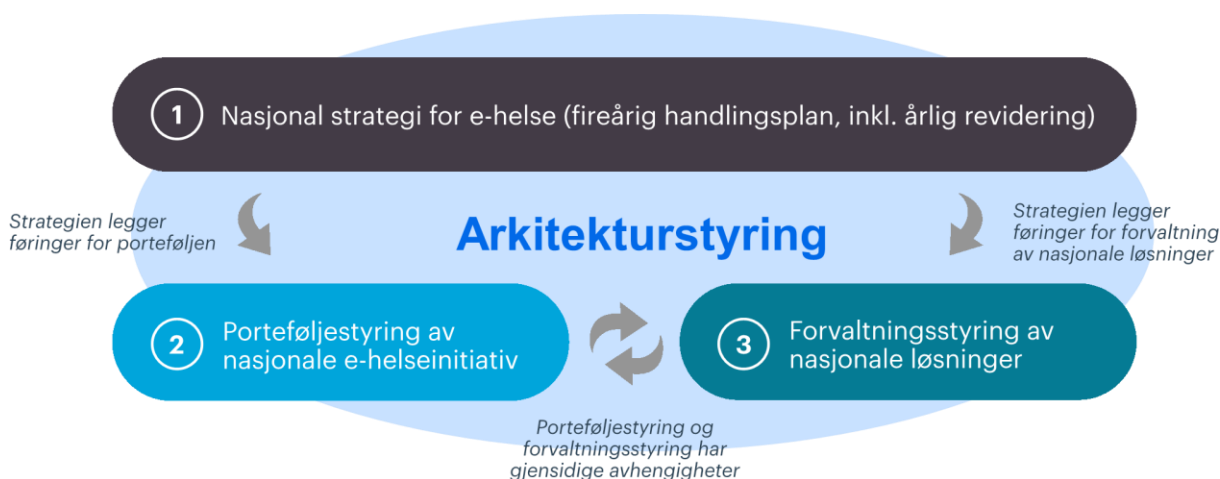 1 Nasjonal strategi for e-helse (fireårig handlingsplan, inkl. årlig revidering)
Strategien legger
føringer for porteføljen
Arkitekturstyring
Strategien legger
føringer for forvaltning
av nasjonale løsninger
2 Porteføljestyring av
nasjonale e-helseinitiativ
3 Forvaltningsstyring av
nasjonale løsninger
Porteføljestyring og
forvaltningsstyring har
gjensidige avhengigheter